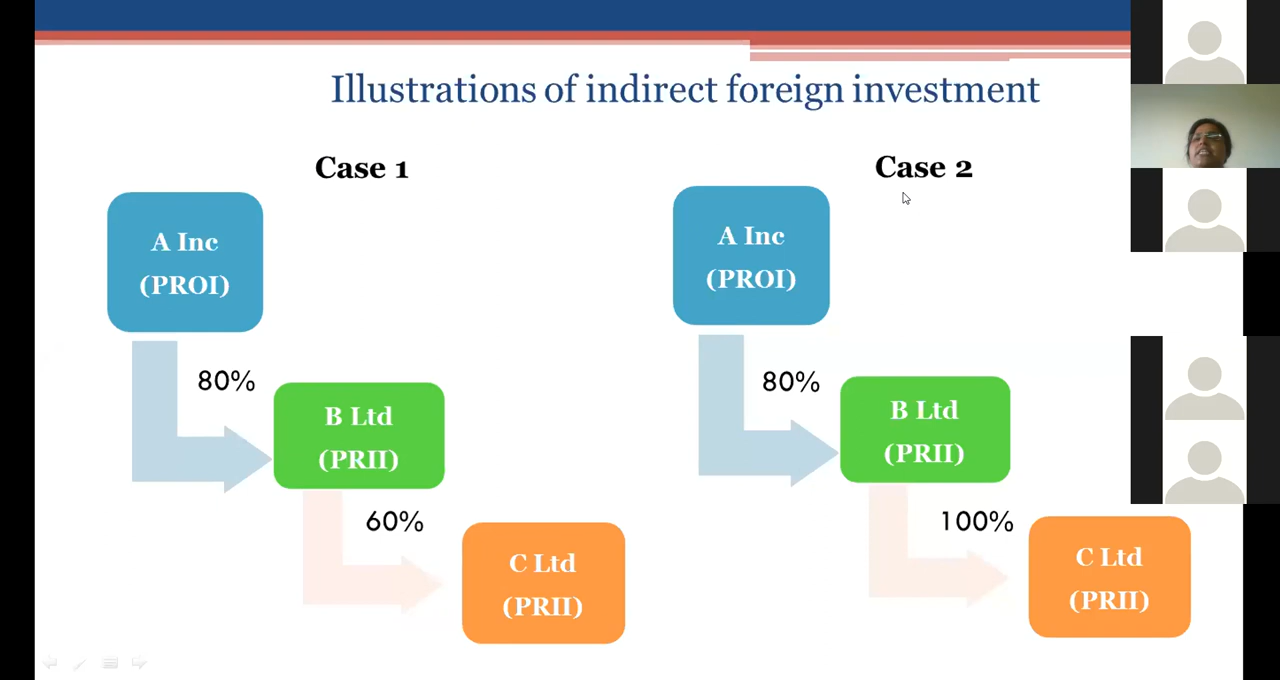 Illustrations of indirect foreign investment
Case 1
A Inc
(PROI)
80%
B Ltd
(PRII)
60%
C Ltd
(PRII)
Case 2
A Inc
(PROI)
80%
B Ltd
(PRII)
100%
C Ltd
(PRII)